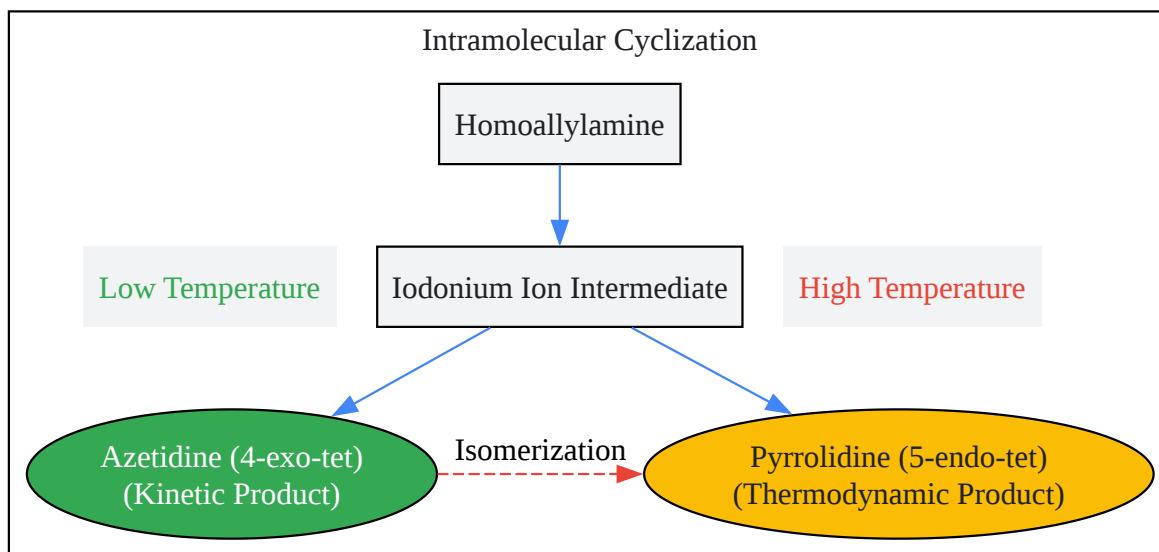 Intramolecular Cyclization
Homoallylamine
Low Temperature
Iodonium Ion Intermediate
High Temperature
Azetidine (4-exo-tet)
(Kinetic Product)
Isomerization
Pyrrolidine (5-endo-tet)
(Thermodynamic Product)